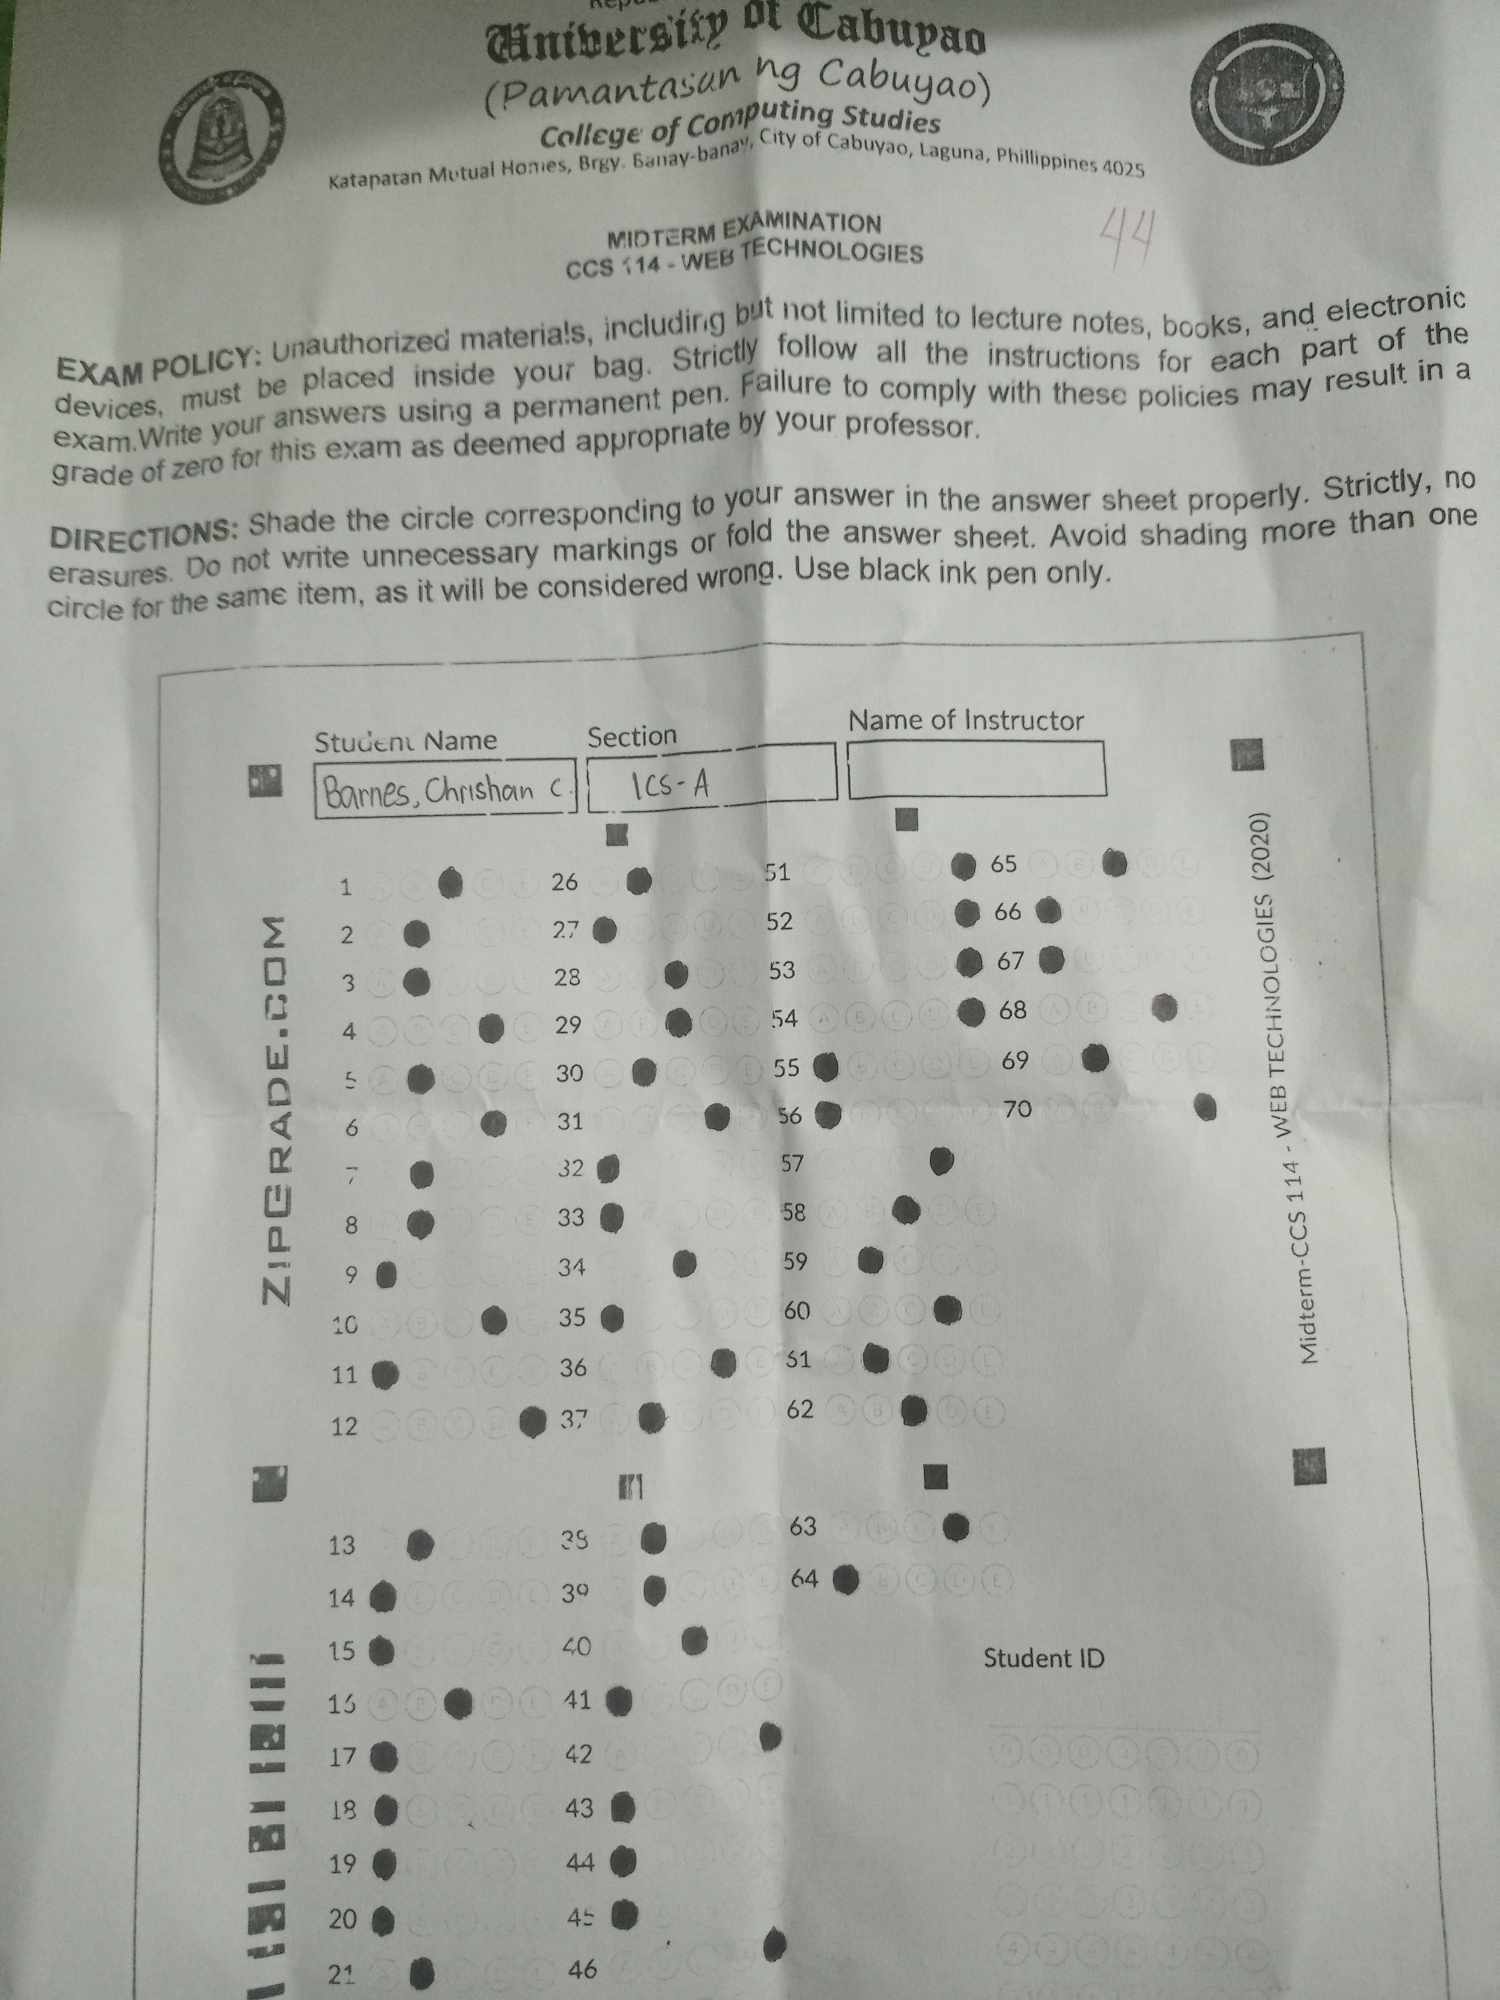 University of Cabuyao
(Pamantasan ng Cabuyao)
College of Computing Studies
Katapatan Mutual Homes, Brgy. Banay-banay, City of Cabuyao, Laguna, Phillippines 4025
MIDTERM EXAMINATION
CCS 114 - WEB TECHNOLOGIES
44
EXAM POLICY: Unauthorized materials, including but not limited to lecture notes, books, and electronic
devices, must be placed inside your bag. Strictly follow all the instructions for each part of the
exam.Write your answers using a permanent pen. Failure to comply with these policies may result in a
grade of zero for this exam as deemed appropriate by your professor.
DIRECTIONS: Shade the circle corresponding to your answer in the answer sheet properly. Strictly, no
erasures. Do not write unnecessary markings or fold the answer sheet. Avoid shading more than one
circle for the same item, as it will be considered wrong. Use black ink pen only.
Student Name Section Name of Instructor
Barnes, Christian C. ICS-A
1 26 51 65
2 27 52 66
3 28 53 67
4 29 54 68
5 30 55 69
6 31 56 70
7 32 57
8 33 58
9 34 59
10 35 60
11 36 61
12 37 62
13 38 63
14 39 64
15 40
Student ID
16 41
17 42
18 43
19 44
20 45
21 46
ZIPGRADE.COM
Midterm-CCS 114 - WEB TECHNOLOGIES (2020)